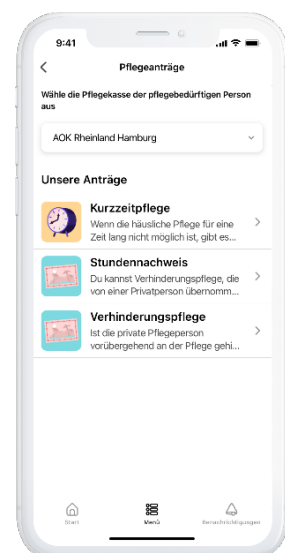 9:41
Pflegeanträge
Wähle die Pflegekasse der pflegebedürftigen Person
aus
AOK Rheinland Hamburg
Unsere Anträge
Kurzzeitpflege
Wenn die häusliche Pflege für eine
Zeit lang nicht möglich ist, gibt es...
Stundennachweis
Du kannst Verhinderungspflege, die
von einer Privatperson übernomm...
Verhinderungspflege
Ist die private Pflegeperson
vorübergehend an der Pflege gehi...
Start Menü Benachrichtigungen